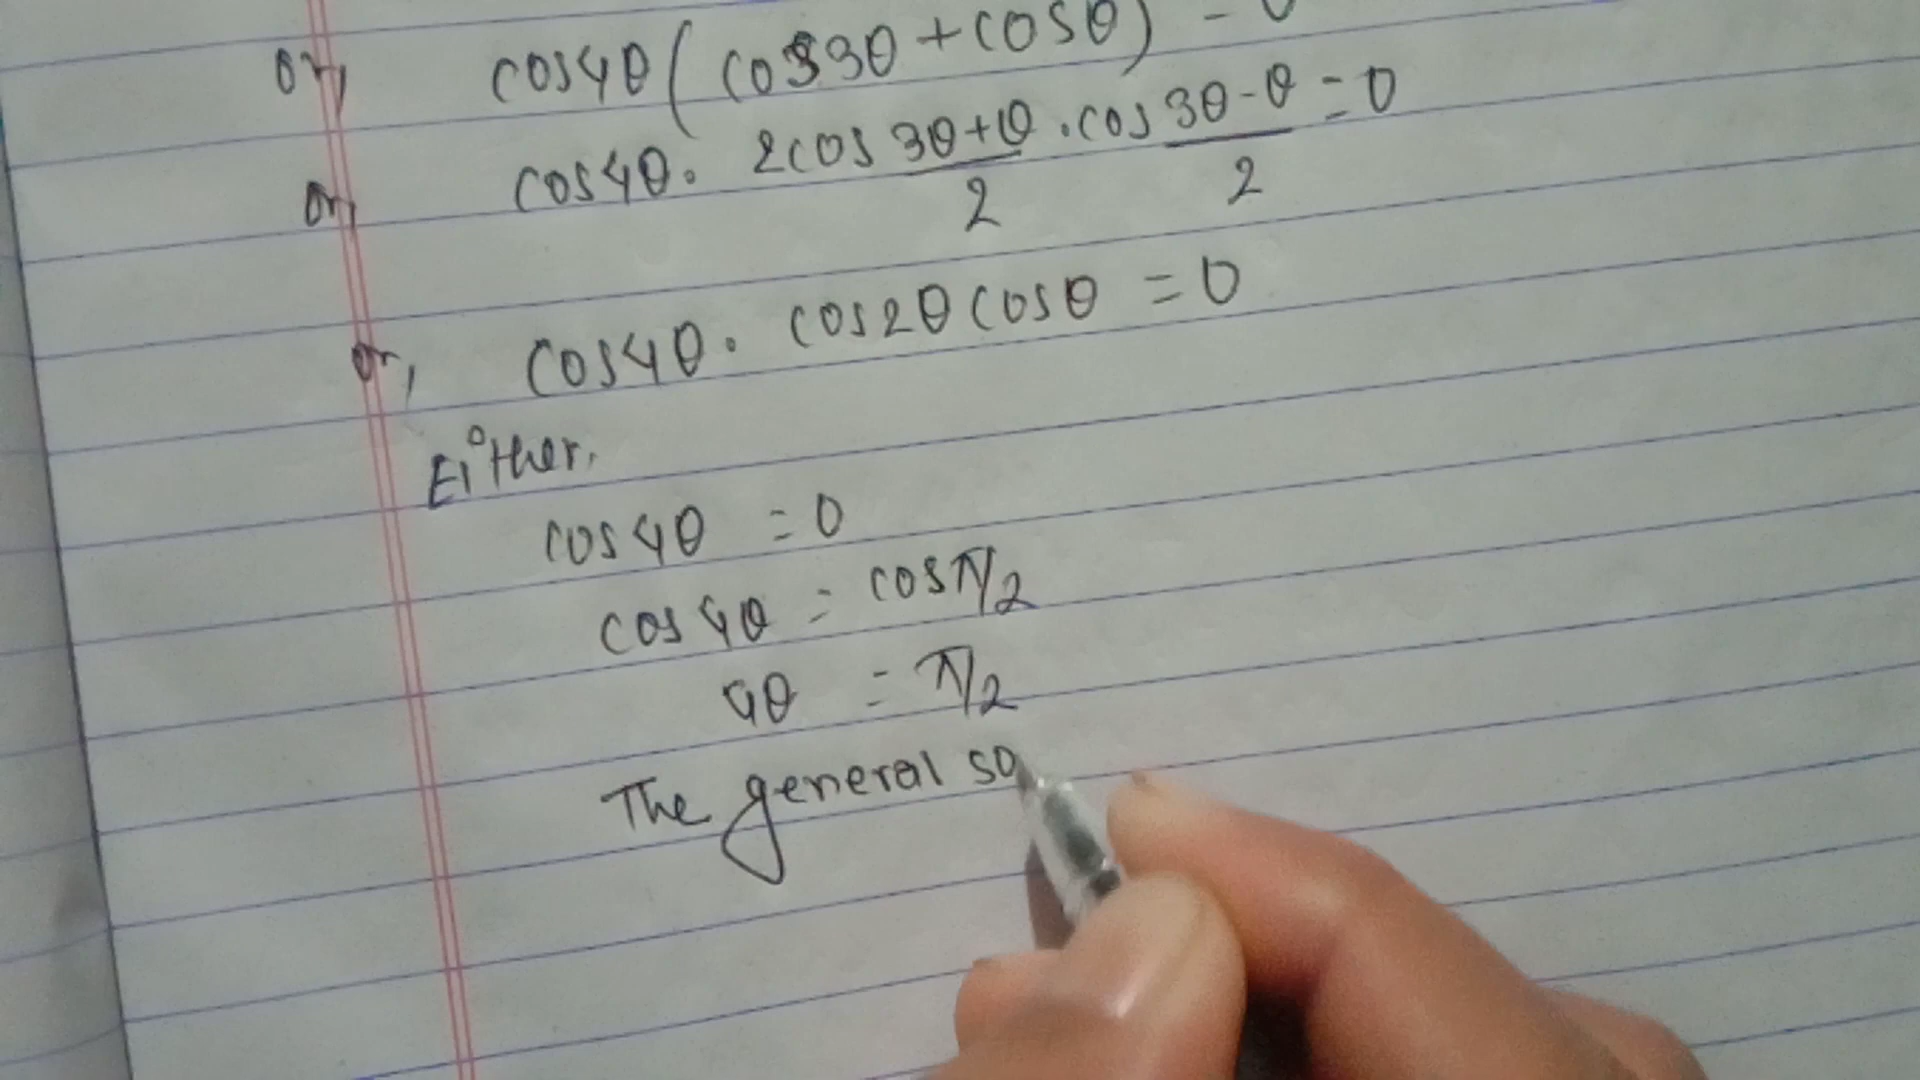 or, cos4θ(cos3θ+cosθ) = 0
or, cos4θ. 2cos 3θ+θ/2 .cos 3θ-θ/2 = 0
or, cos4θ. cos2θ cosθ = 0
Either,
cos4θ = 0
cos4θ = cosπ/2
4θ = π/2
The general so